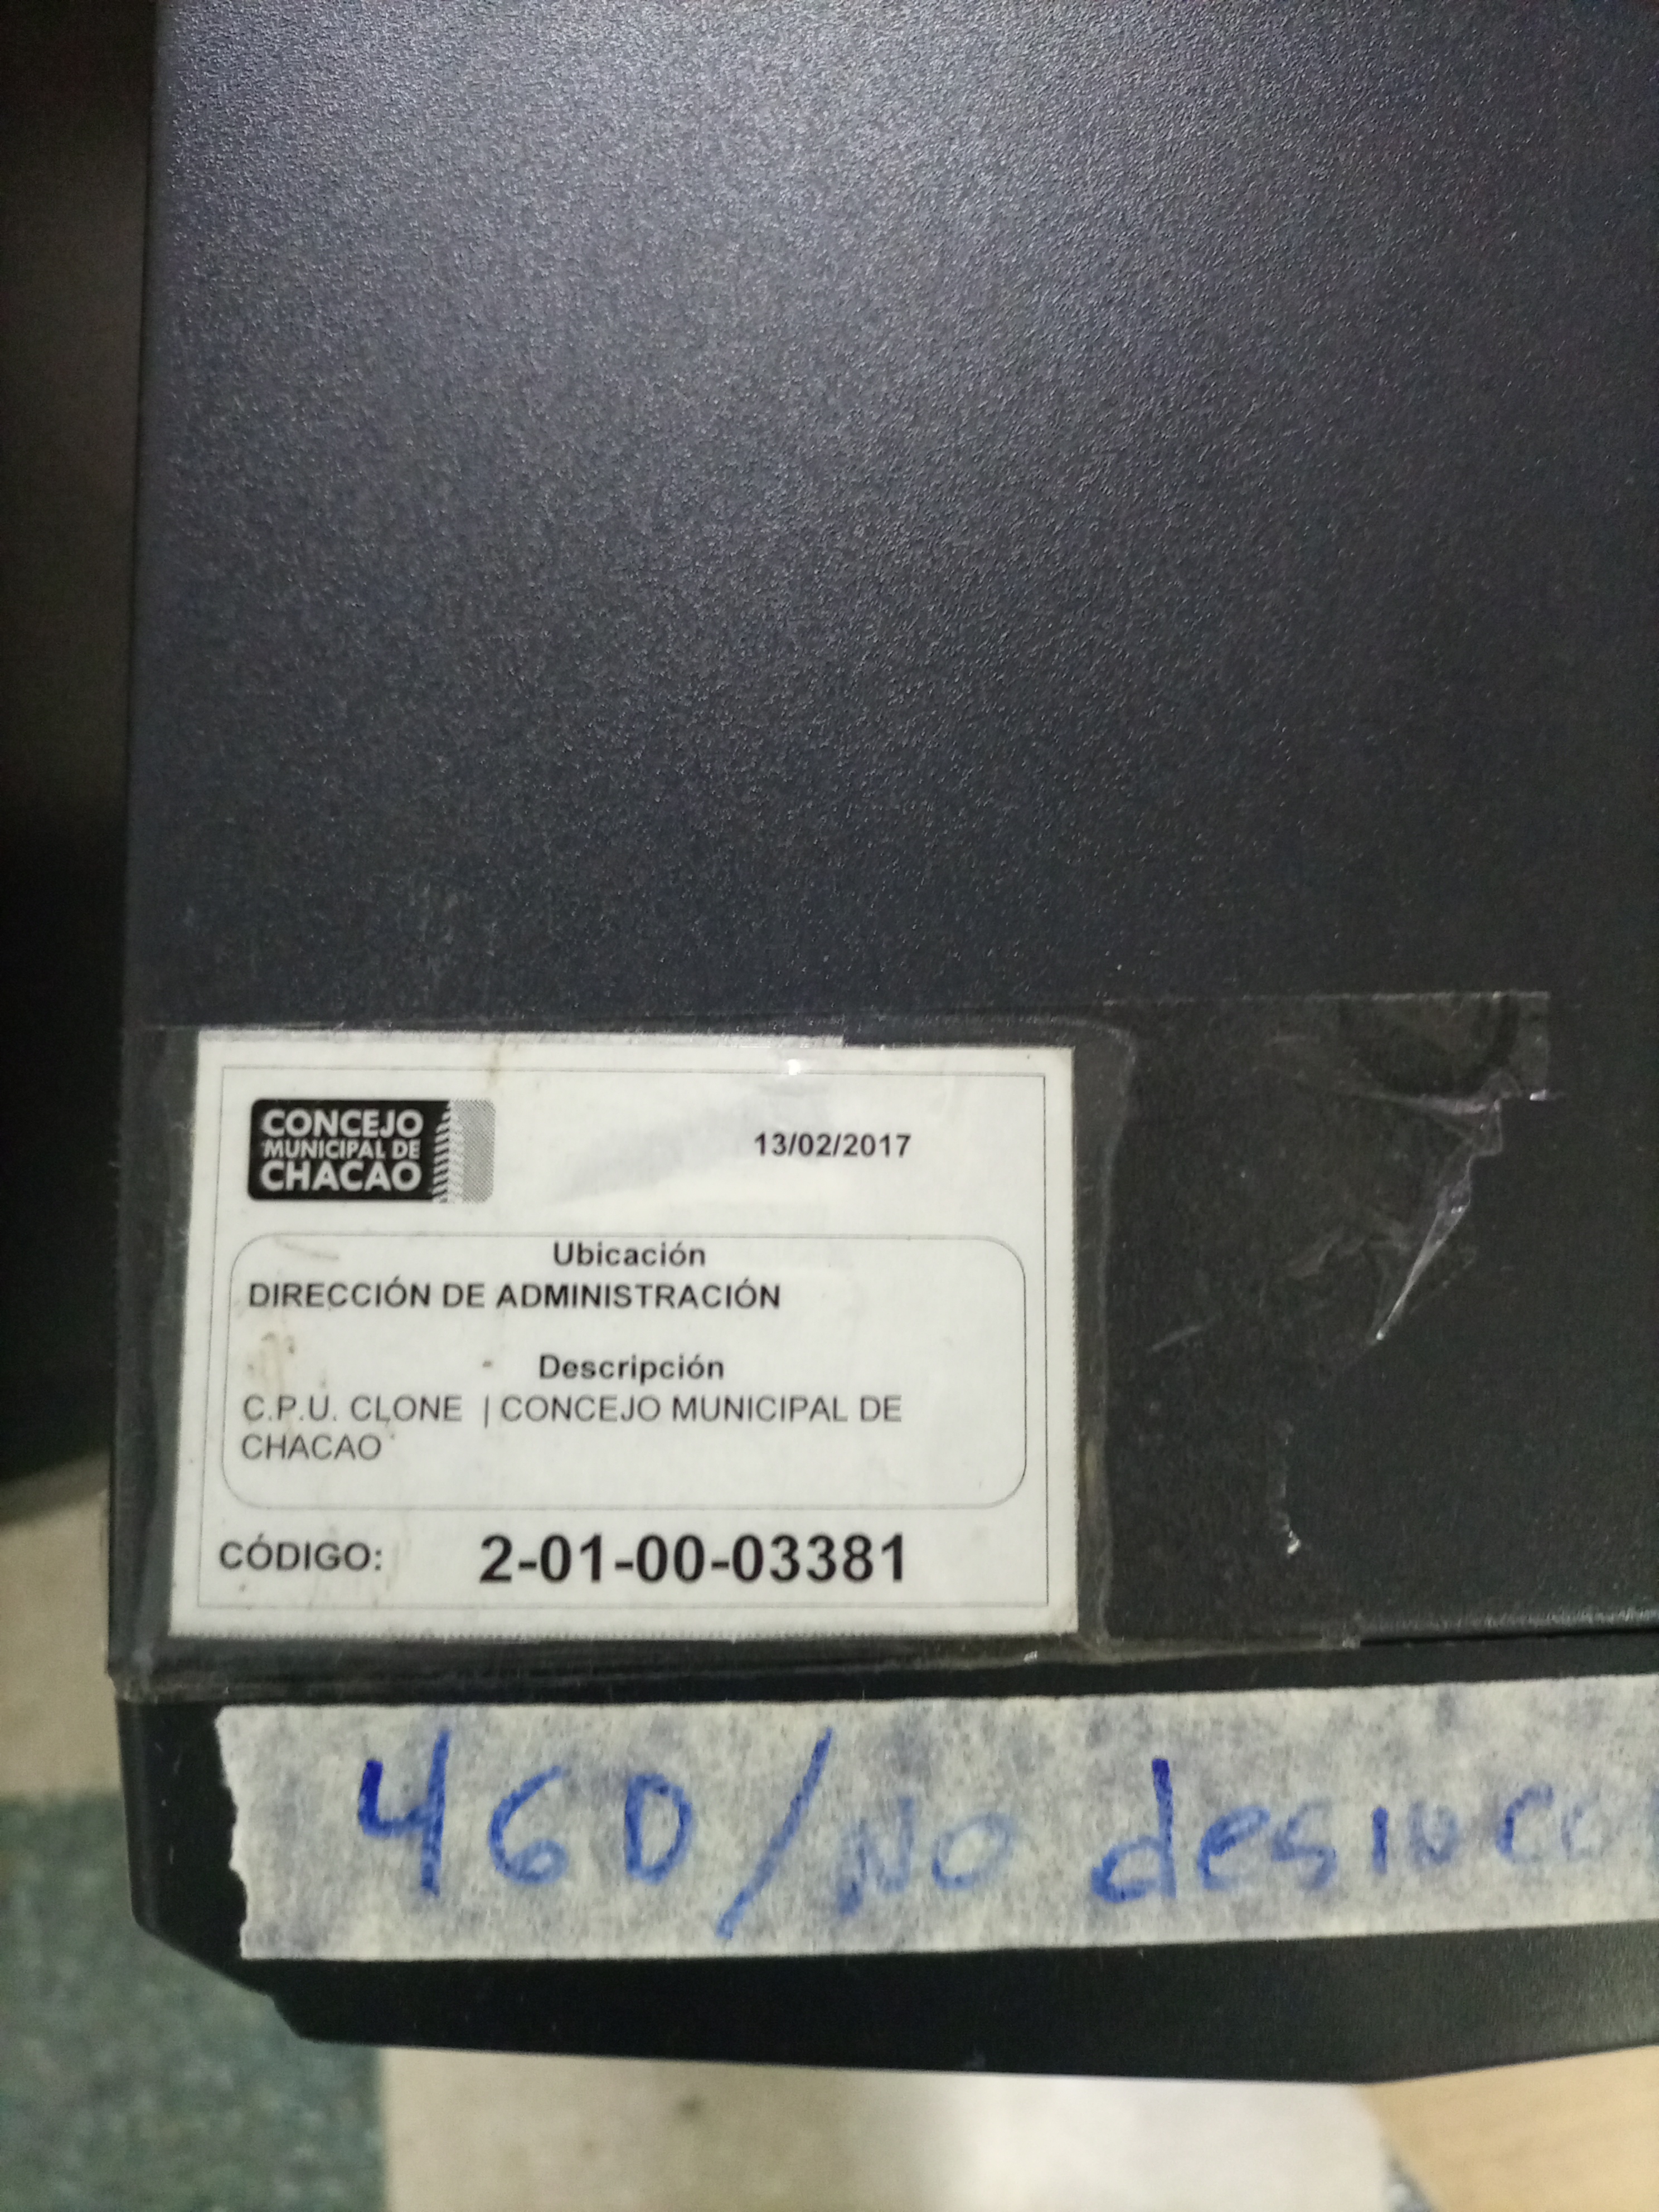 CONCEJO
MUNICIPAL DE
CHACAO
13/02/2017
Ubicación
DIRECCIÓN DE ADMINISTRACIÓN
Descripción
C.P.U. CLONE | CONCEJO MUNICIPAL DE
CHACAO
CÓDIGO: 2-01-00-03381
/ NO